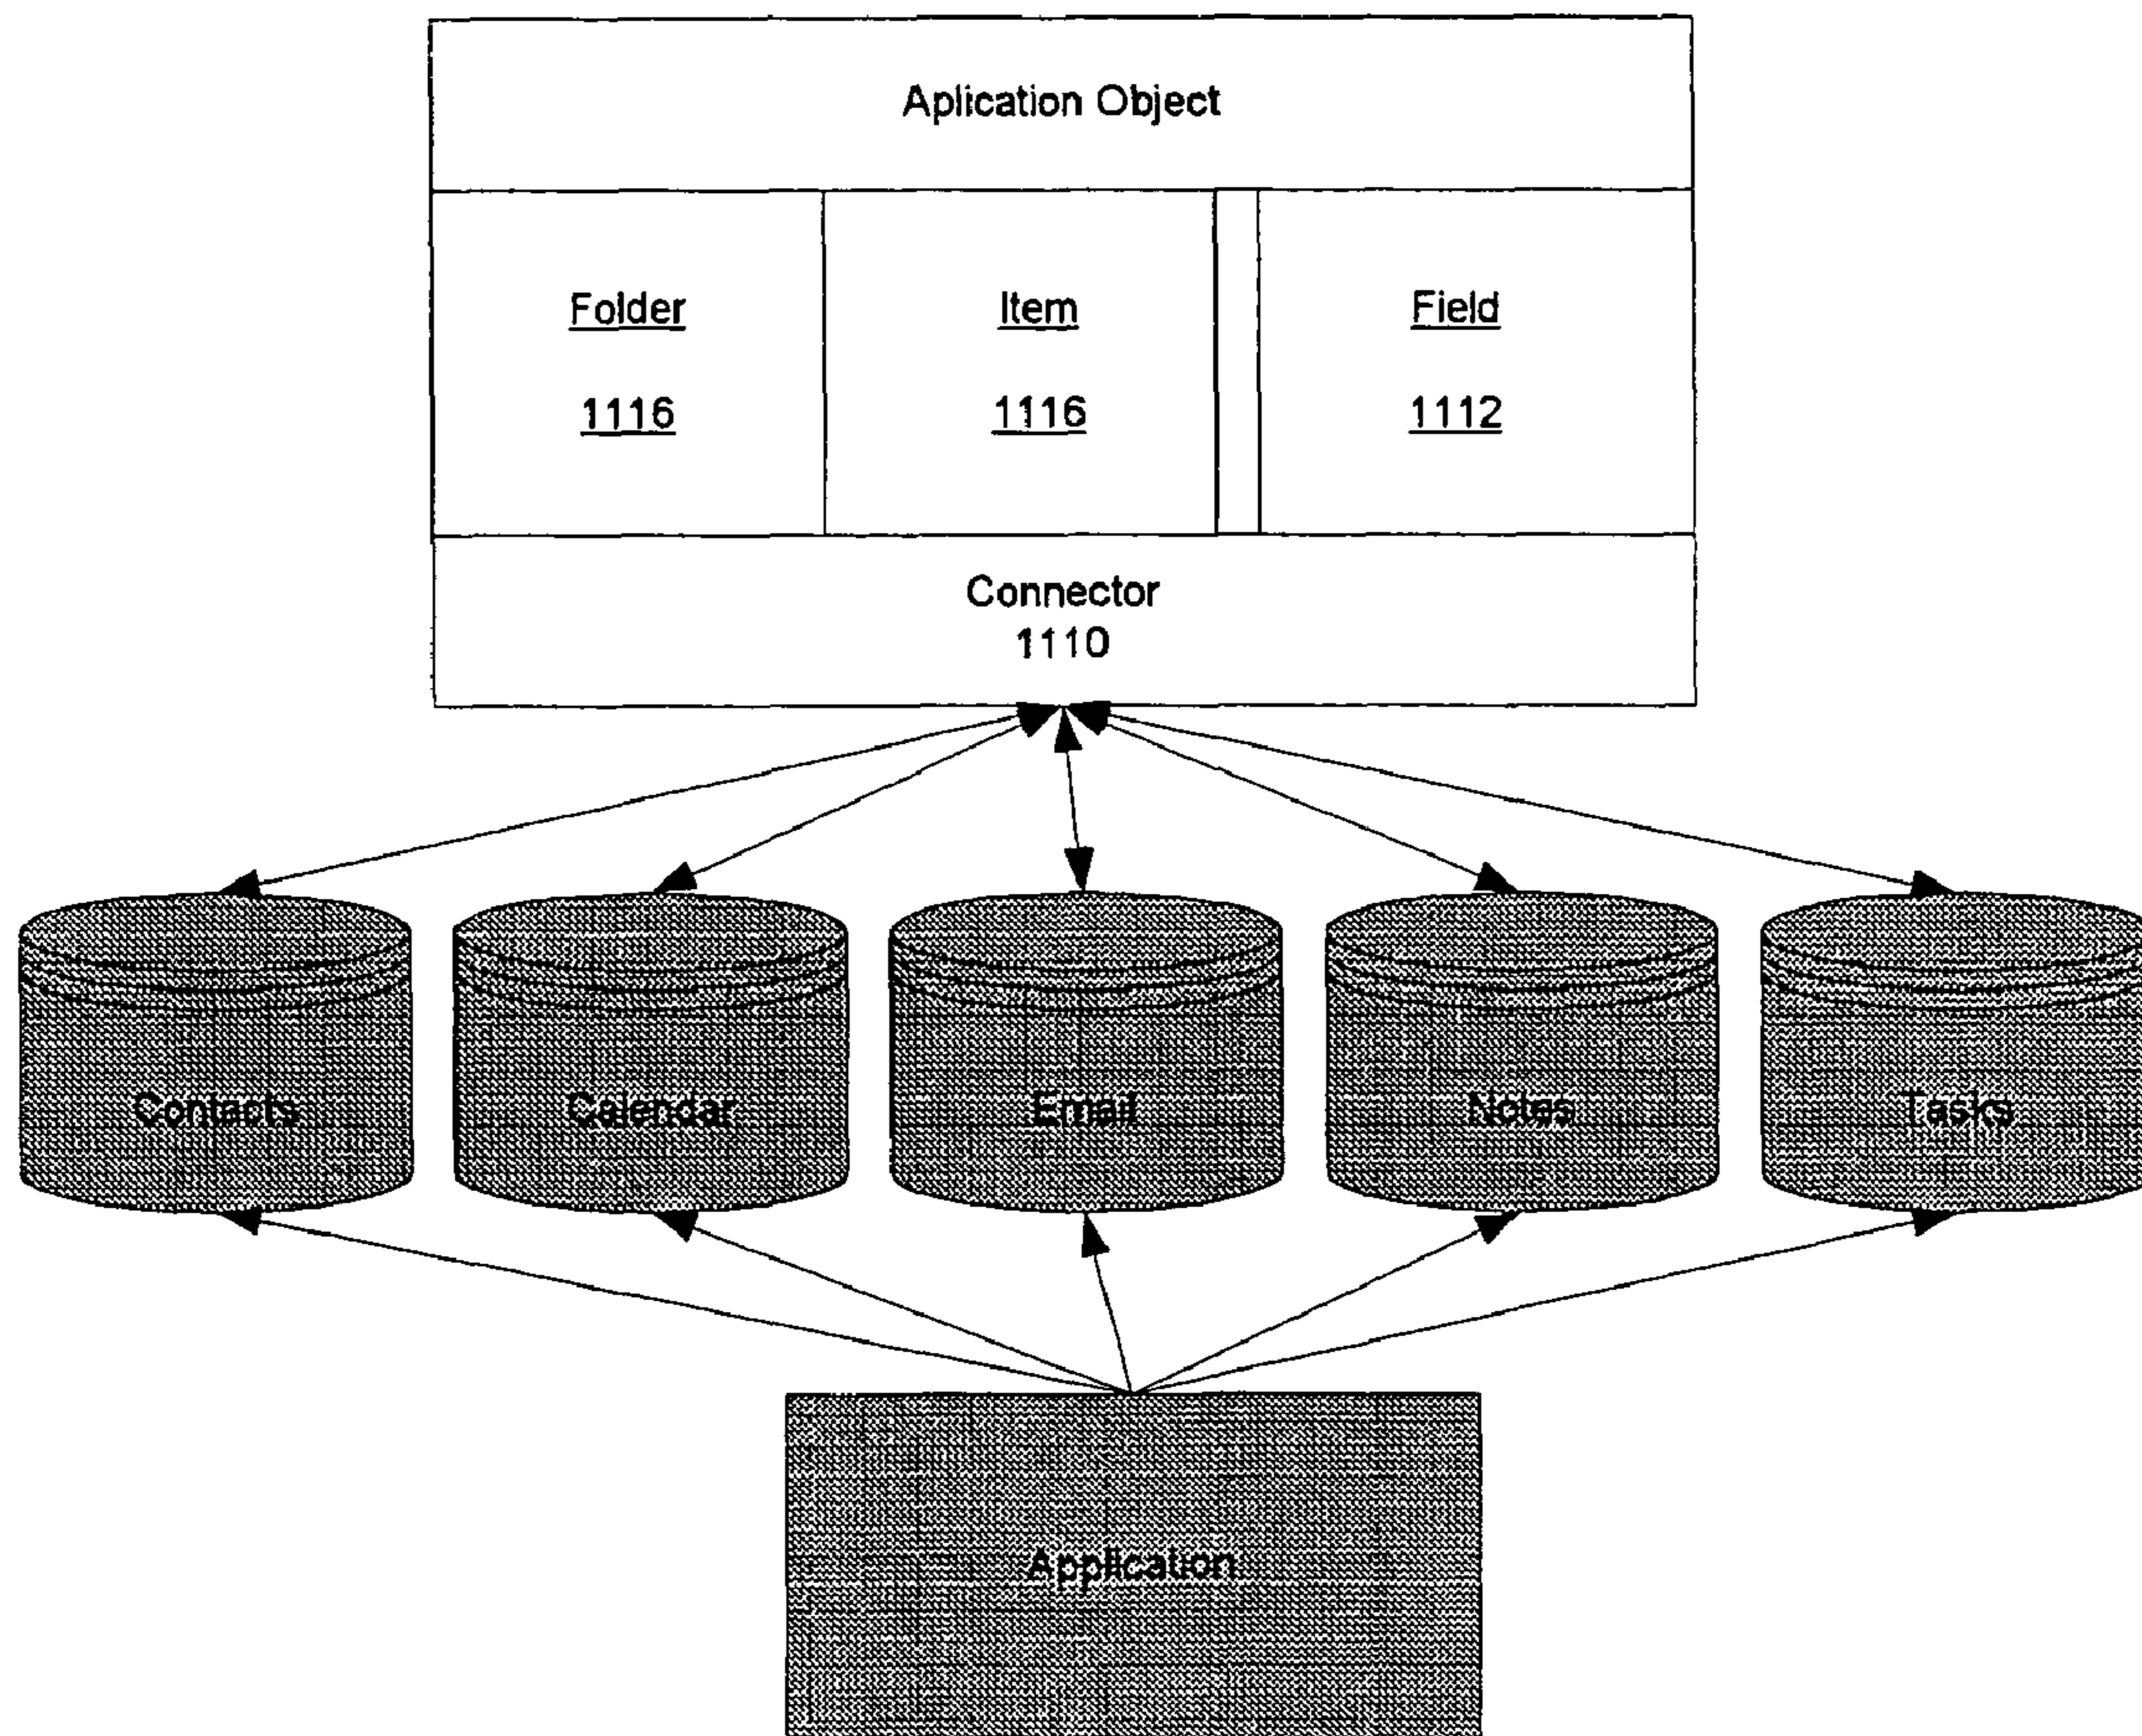 Aplication Object
Folder
1116
Item
1116
Field
1112
Connector
1110
Contacts
Calendar
Email
Notes
Tasks
Application